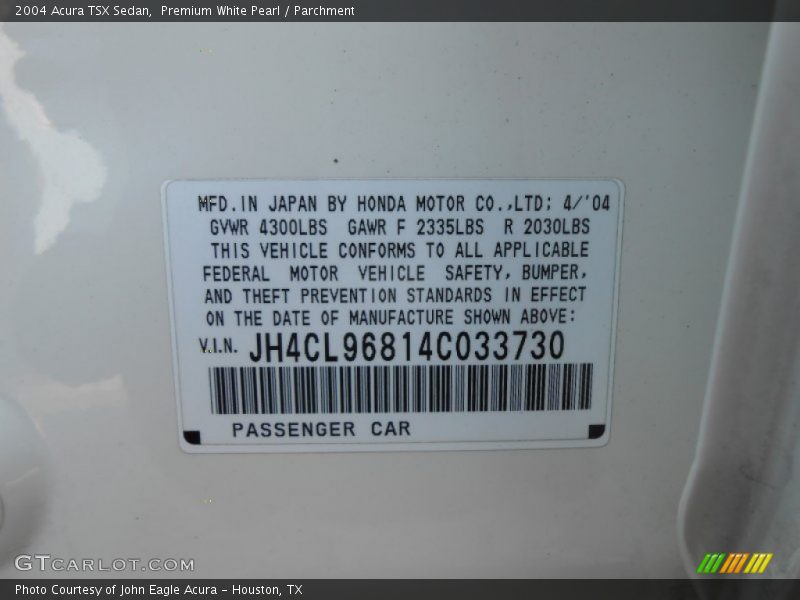 2004 Acura TSX Sedan,  Premium White Pearl / Parchment
MFD.IN JAPAN BY HONDA MOTOR CO.,LTD: 4/'04
GVWR 4300LBS  GAWR F 2335LBS  R 2030LBS
THIS VEHICLE CONFORMS TO ALL APPLICABLE
FEDERAL MOTOR VEHICLE SAFETY, BUMPER,
AND THEFT PREVENTION STANDARDS IN EFFECT
ON THE DATE OF MANUFACTURE SHOWN ABOVE:
V.I.N. JH4CL96814C033730
PASSENGER CAR
GTCARLOT.COM
Photo Courtesy of John Eagle Acura - Houston, TX